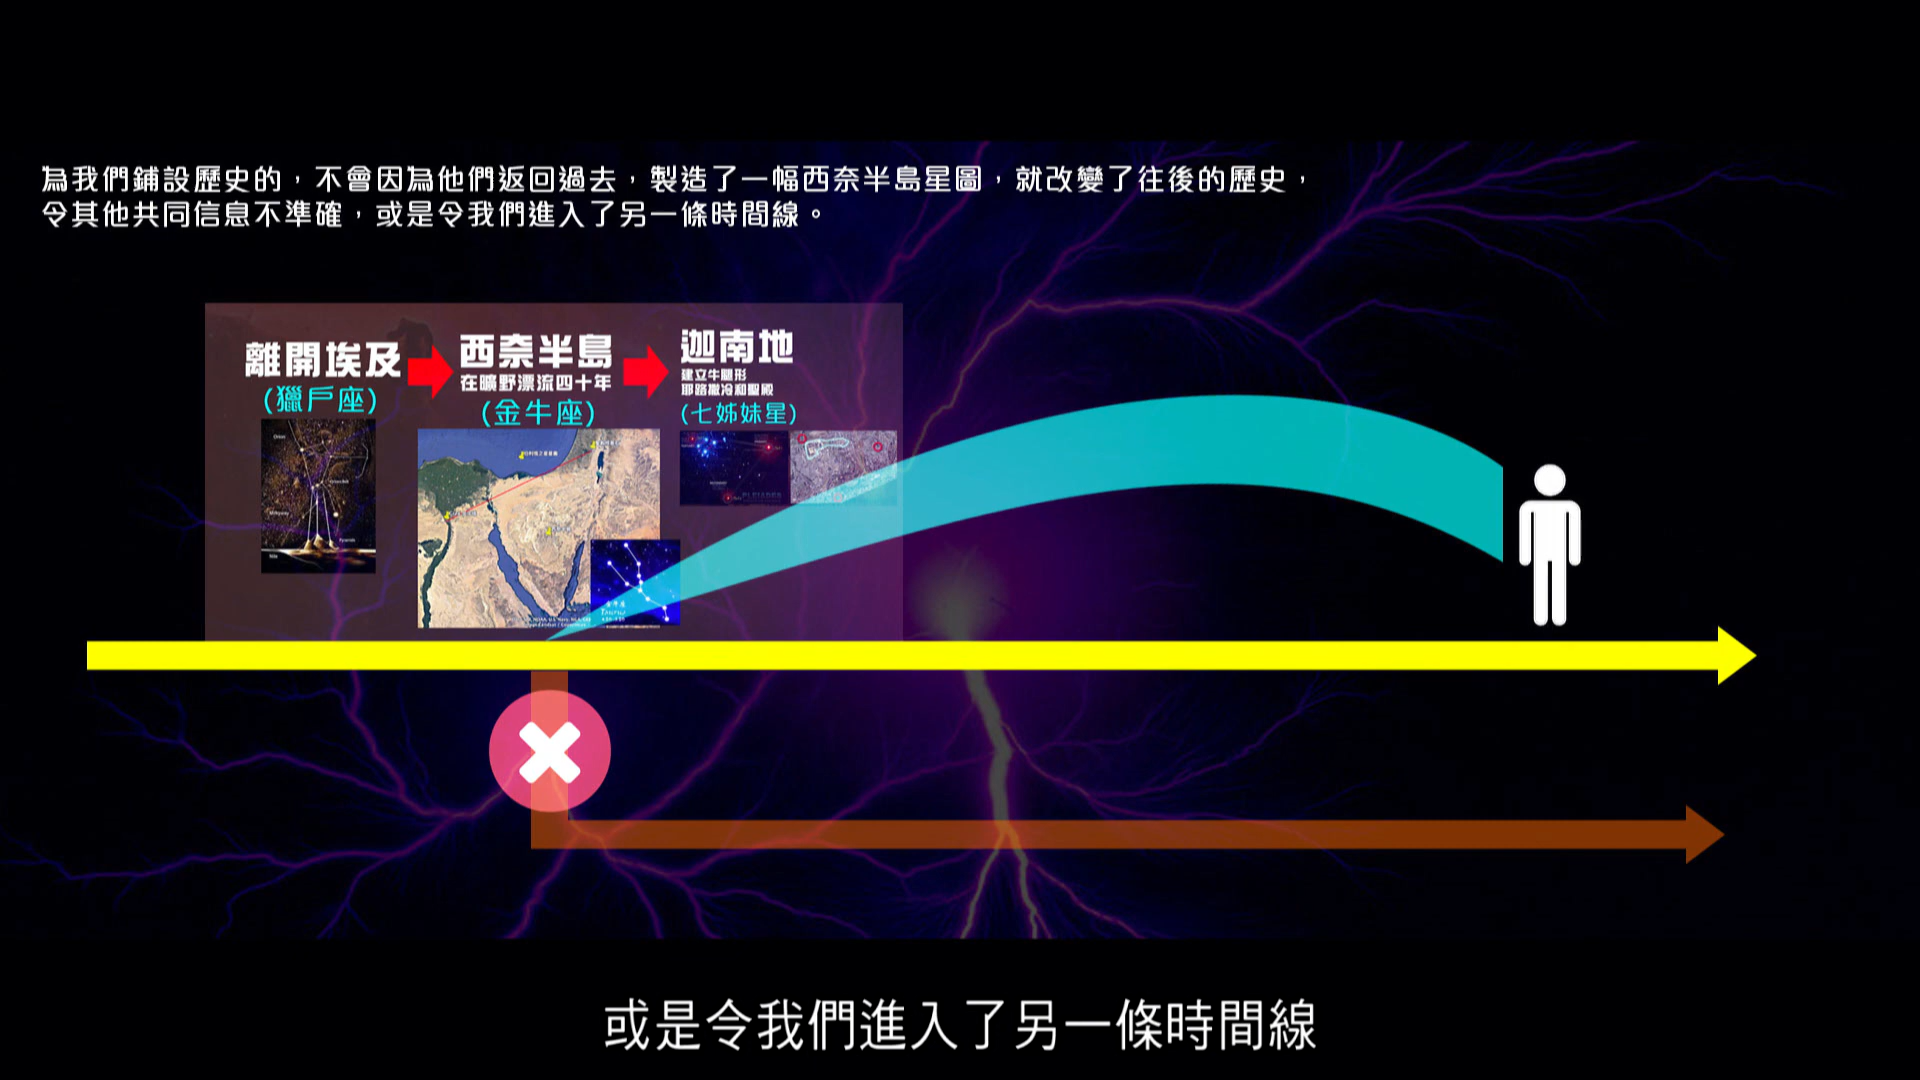 為我們鋪設歷史的，不會因為他們返回過去，製造了一幅西奈半島星圖，就改變了往後的歷史，
令其他共同信息不準確，或是令我們進入了另一條時間線。
離開埃及
(獵戶座)
西奈半島
在曠野漂流四十年
(金牛座)
迦南地
建立牛腿形
耶路撒冷和聖殿
(七姊妹星)
Orion
PLEIADES
金牛座
或是令我們進入了另一條時間線